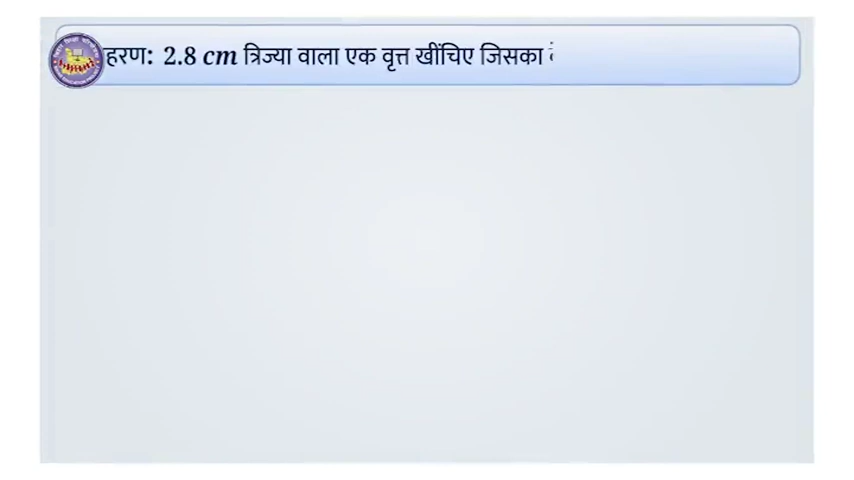 हरण: 2.8 cm त्रिज्या वाला एक वृत्त खींचिए जिसका